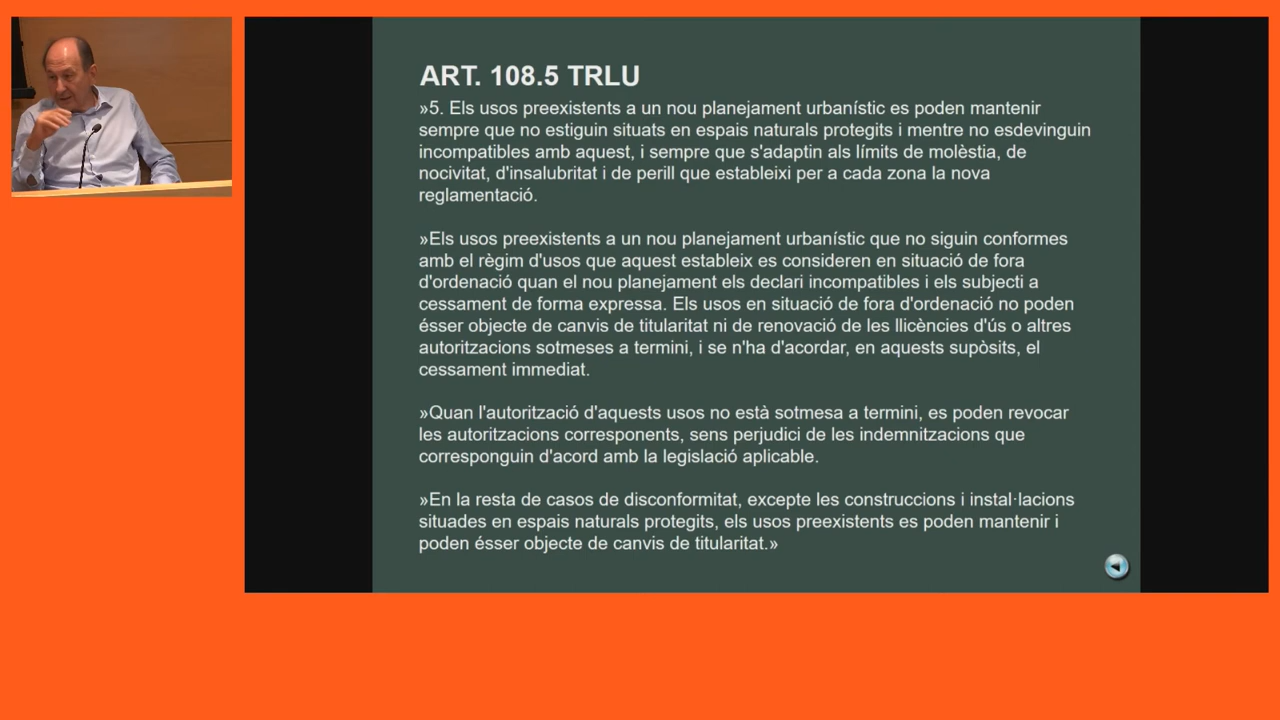 ART. 108.5 TRLU
»5. Els usos preexistents a un nou planejament urbanístic es poden mantenir
sempre que no estiguin situats en espais naturals protegits i mentre no esdevinguin
incompatibles amb aquest, i sempre que s'adaptin als límits de molèstia, de
nocivitat, d'insalubritat i de perill que estableixi per a cada zona la nova
reglamentació.
»Els usos preexistents a un nou planejament urbanístic que no siguin conformes
amb el règim d'usos que aquest estableix es consideren en situació de fora
d'ordenació quan el nou planejament els declari incompatibles i els subjecti a
cessament de forma expressa. Els usos en situació de fora d'ordenació no poden
ésser objecte de canvis de titularitat ni de renovació de les llicències d'ús o altres
autoritzacions sotmeses a termini, i se n'ha d'acordar, en aquests supòsits, el
cessament immediat.
»Quan l'autorització d'aquests usos no està sotmesa a termini, es poden revocar
les autoritzacions corresponents, sens perjudici de les indemnitzacions que
corresponguin d'acord amb la legislació aplicable.
»En la resta de casos de disconformitat, excepte les construccions i instal·lacions
situades en espais naturals protegits, els usos preexistents es poden mantenir i
poden ésser objecte de canvis de titularitat.»